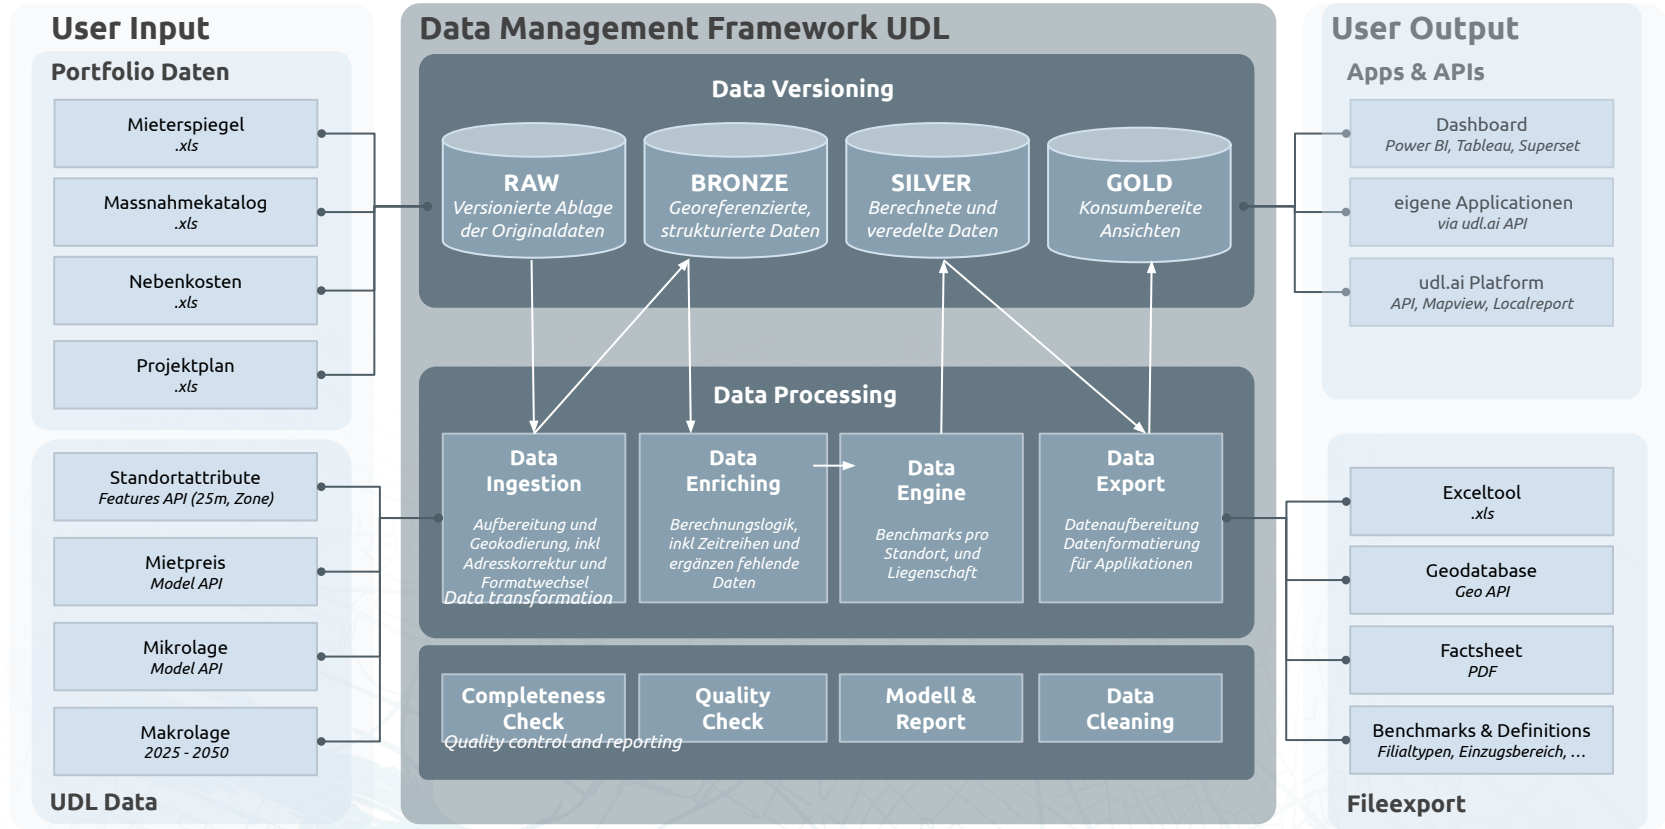 User Input
Portfolio Daten
Mieterspiegel
.xls
Massnahmekatalog
.xls
Nebenkosten
.xls
Projektplan
.xls
Standortattribute
Features API (25m, Zone)
Mietpreis
Model API
Mikrolage
Model API
Makrolage
2025 - 2050
UDL Data
Data Management Framework UDL
Data Versioning
RAW
Versionierte Ablage
der Originaldaten
BRONZE
Georeferenzierte,
strukturierte Daten
SILVER
Berechnete und
veredelte Daten
GOLD
Konsumbereite
Ansichten
Data Processing
Data
Ingestion
Aufbereitung und
Geokodierung, inkl
Adresskorrektur und
Formatwechsel
Data transformation
Data
Enriching
Berechnungslogik,
inkl Zeitreihen und
ergänzen fehlende
Daten
Data
Engine
Benchmarks pro
Standort, und
Liegenschaft
Data
Export
Datenaufbereitung
Datenformatierung
für Applikationen
Completeness
Check
Quality
Check
Modell &
Report
Data
Cleaning
Quality control and reporting
User Output
Apps & APIs
Dashboard
Power BI, Tableau, Superset
eigene Applicationen
via udl.ai API
udl.ai Platform
API, Mapview, Localreport
Exceltool
.xls
Geodatabase
Geo API
Factsheet
PDF
Benchmarks & Definitions
Filialtypen, Einzugsbereich, …
Fileexport